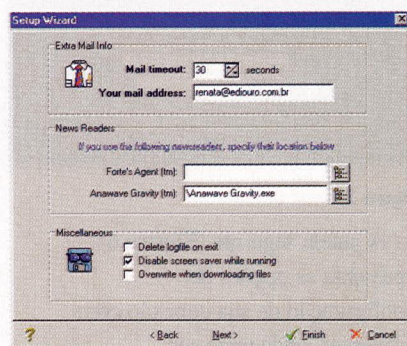 Setup Wizard
Extra Mail Info
Mail timeout: 30 seconds
Your mail address: renata@ediouro.com.br
News Readers
If you use the following newsreaders, specify their location below
Forte's Agent (tm):
Anawave Gravity (tm): \Anawave Gravity.exe
Miscellaneous
Delete logfile on exit
Disable screen saver while running
Overwrite when downloading files
? < Back Next > Finish Cancel